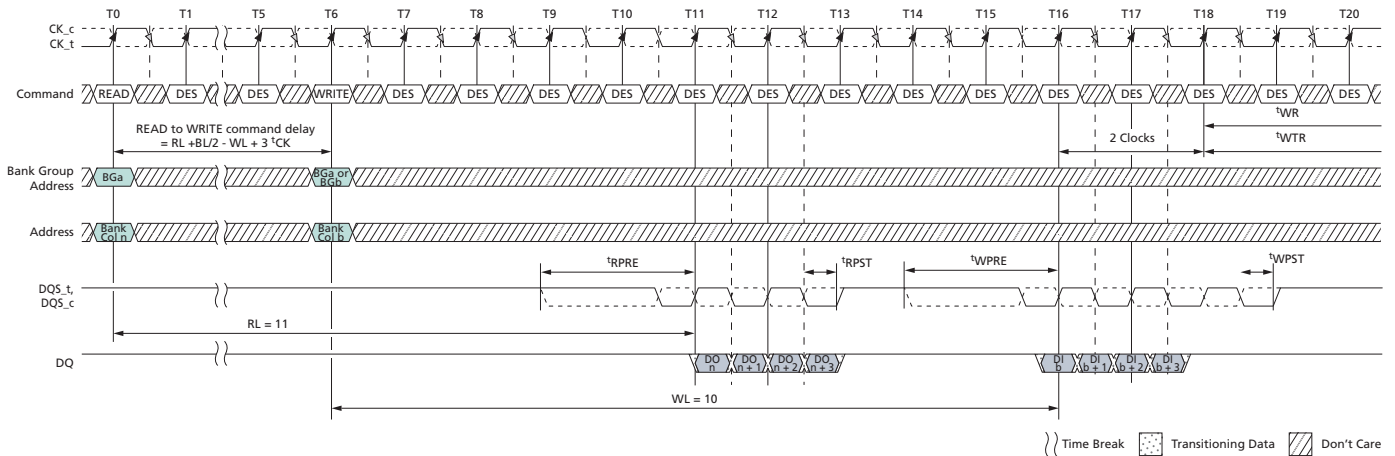 T0 T1 T5 T6 T7 T8 T9 T10 T11 T12 T13 T14 T15 T16 T17 T18 T19 T20
CK_c
CK_t
Command READ DES DES WRITE DES DES DES DES DES DES DES DES DES DES DES DES DES DES
tWR
READ to WRITE command delay
= RL +BL/2 - WL + 3 tCK
2 Clocks
tWTR
Bank Group
Address
BGa
BGa or
BGb
Address
Bank
Col n
Bank
Col b
tRPRE tRPST tWPRE tWPST
DQS_t,
DQS_c
RL = 11
DQ
DO
n
DO
n + 1
DO
n + 2
DO
n + 3
DI
b
DI
b + 1
DI
b + 2
DI
b + 3
WL = 10
Time Break Transitioning Data Don't Care